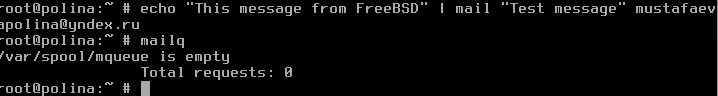 root@polina:~ # echo "This message from FreeBSD" | mail "Test message" mustafaev
apolina@yndex.ru
root@polina:~ # mailq
/var/spool/mqueue is empty
Total requests: 0
root@polina:~ #